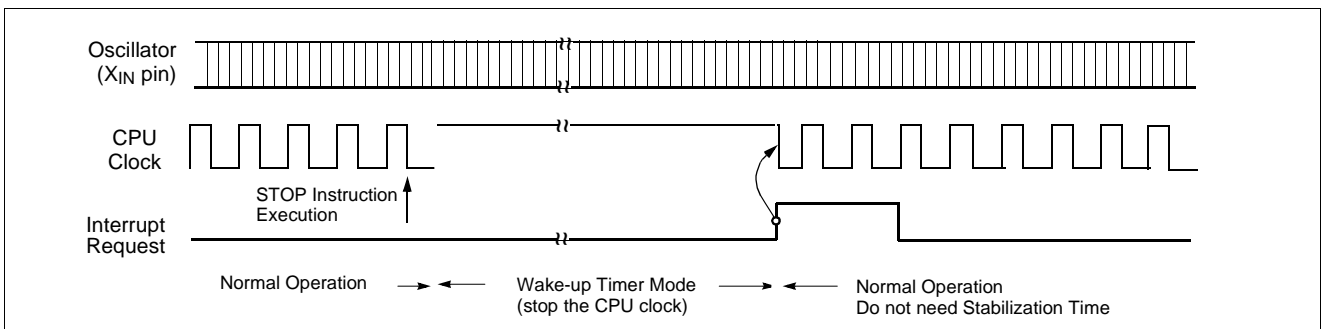 Oscillator
(XIN pin)
CPU
Clock
STOP Instruction
Execution
Interrupt
Request
Normal Operation
Wake-up Timer Mode
(stop the CPU clock)
Normal Operation
Do not need Stabilization Time